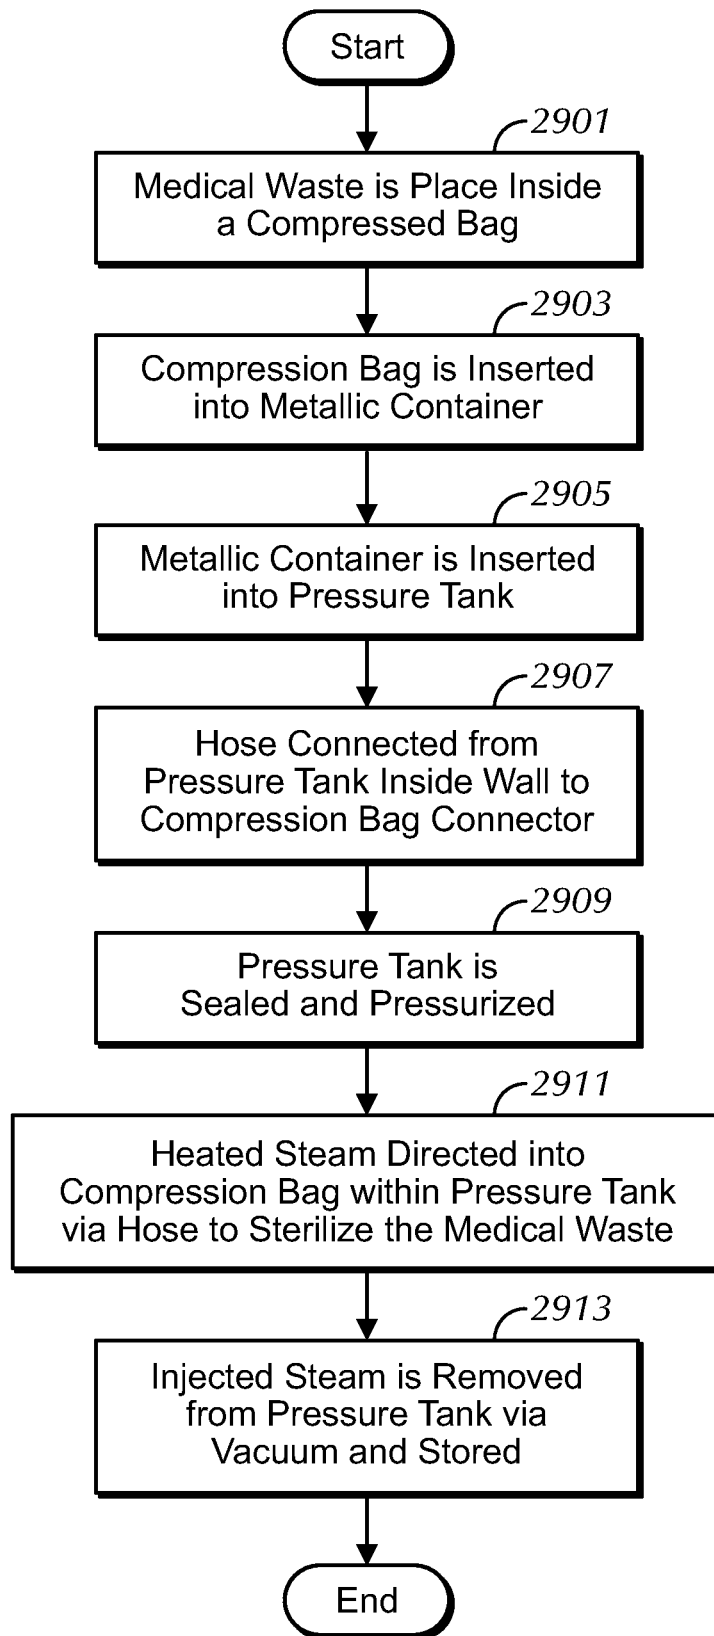 Start
2901
Medical Waste is Place Inside
a Compressed Bag
2903
Compression Bag is Inserted
into Metallic Container
2905
Metallic Container is Inserted
into Pressure Tank
2907
Hose Connected from
Pressure Tank Inside Wall to
Compression Bag Connector
2909
Pressure Tank is
Sealed and Pressurized
2911
Heated Steam Directed into
Compression Bag within Pressure Tank
via Hose to Sterilize the Medical Waste
2913
Injected Steam is Removed
from Pressure Tank via
Vacuum and Stored
End